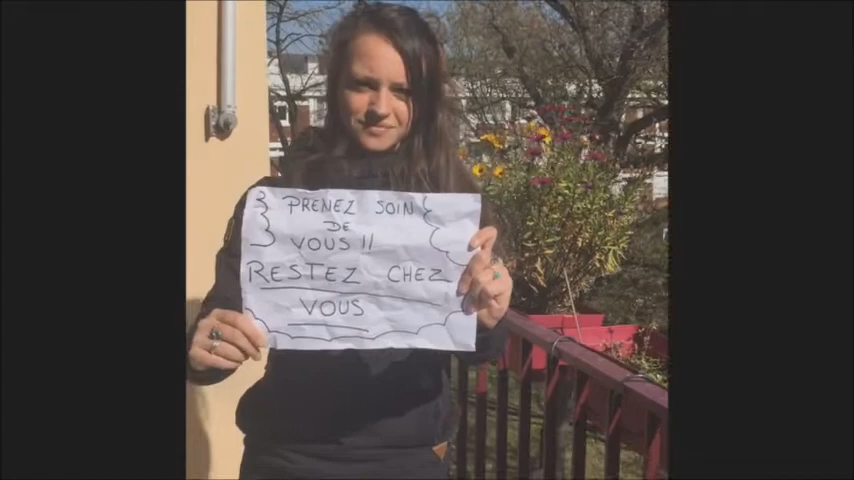 PRENEZ SOIN
DE
VOUS !!
RESTEZ CHEZ
VOUS